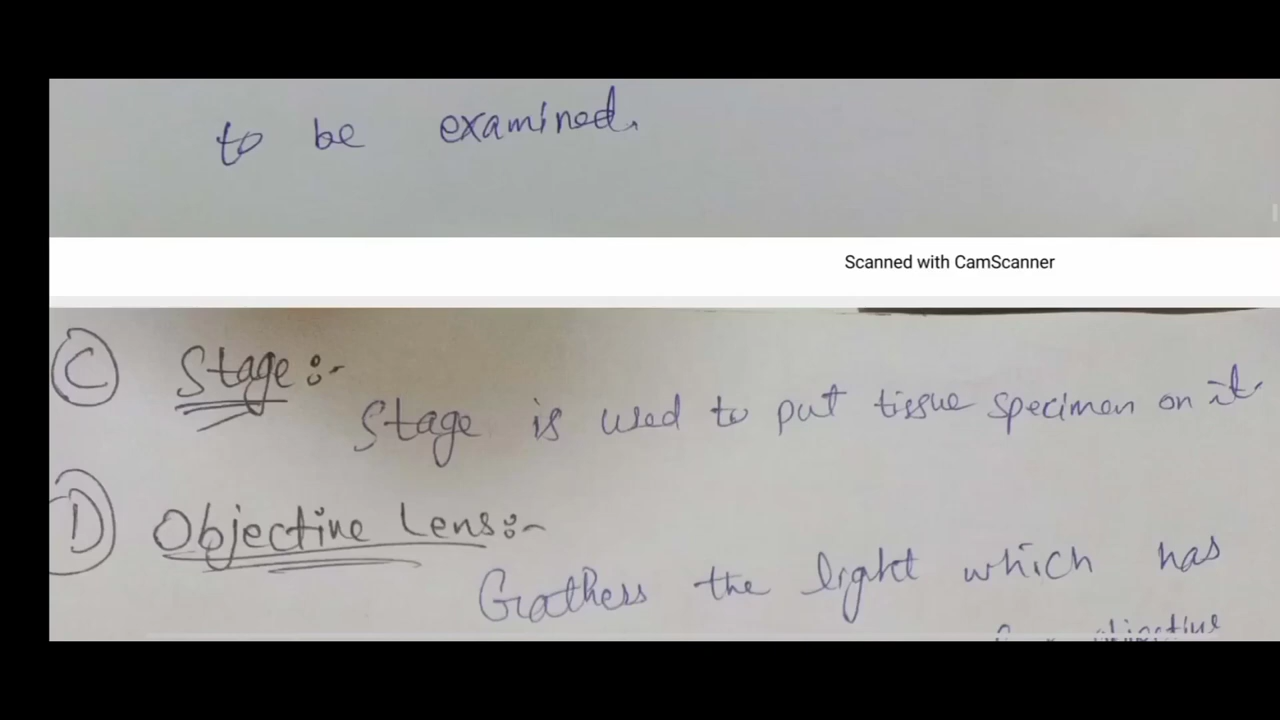 to be examined.
Scanned with CamScanner
C Stage:-
Stage is used to put tissue specimen on it
D Objective Lens:-
Gathers the light which has
objective